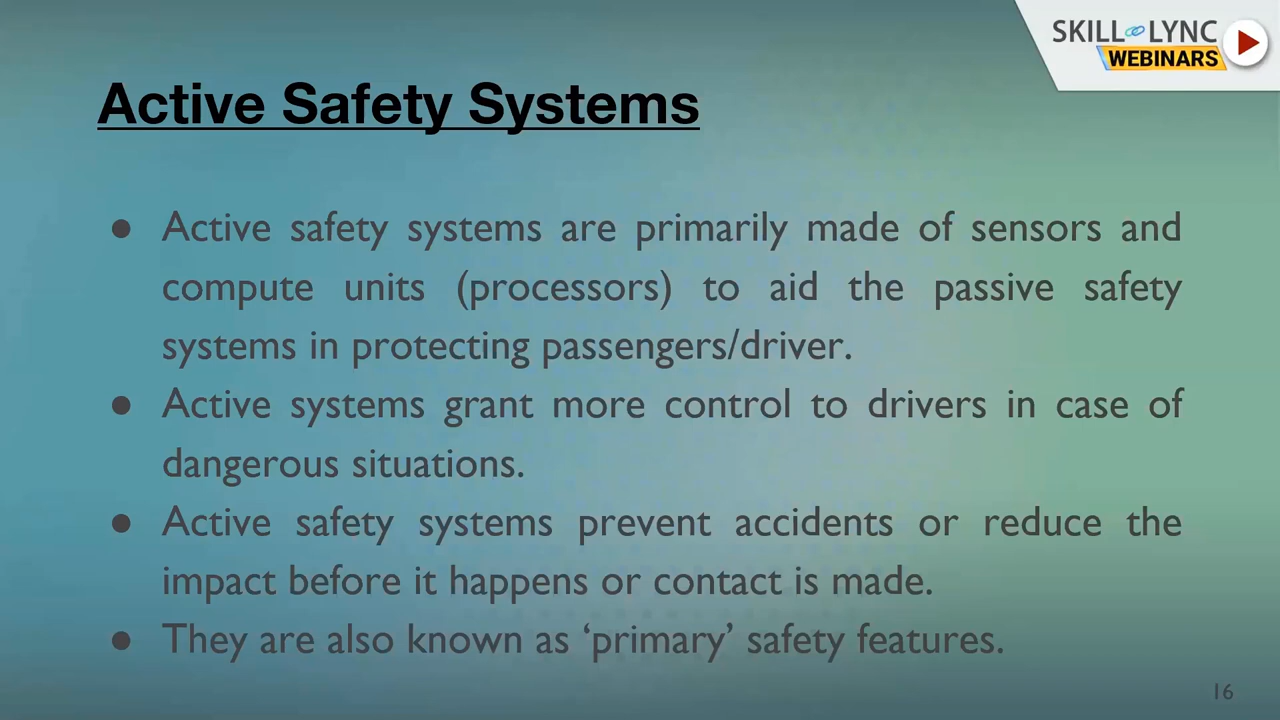 SKILL LYNC
WEBINARS
Active Safety Systems
● Active safety systems are primarily made of sensors and
compute units (processors) to aid the passive safety
systems in protecting passengers/driver.
● Active systems grant more control to drivers in case of
dangerous situations.
● Active safety systems prevent accidents or reduce the
impact before it happens or contact is made.
● They are also known as ‘primary’ safety features.
16